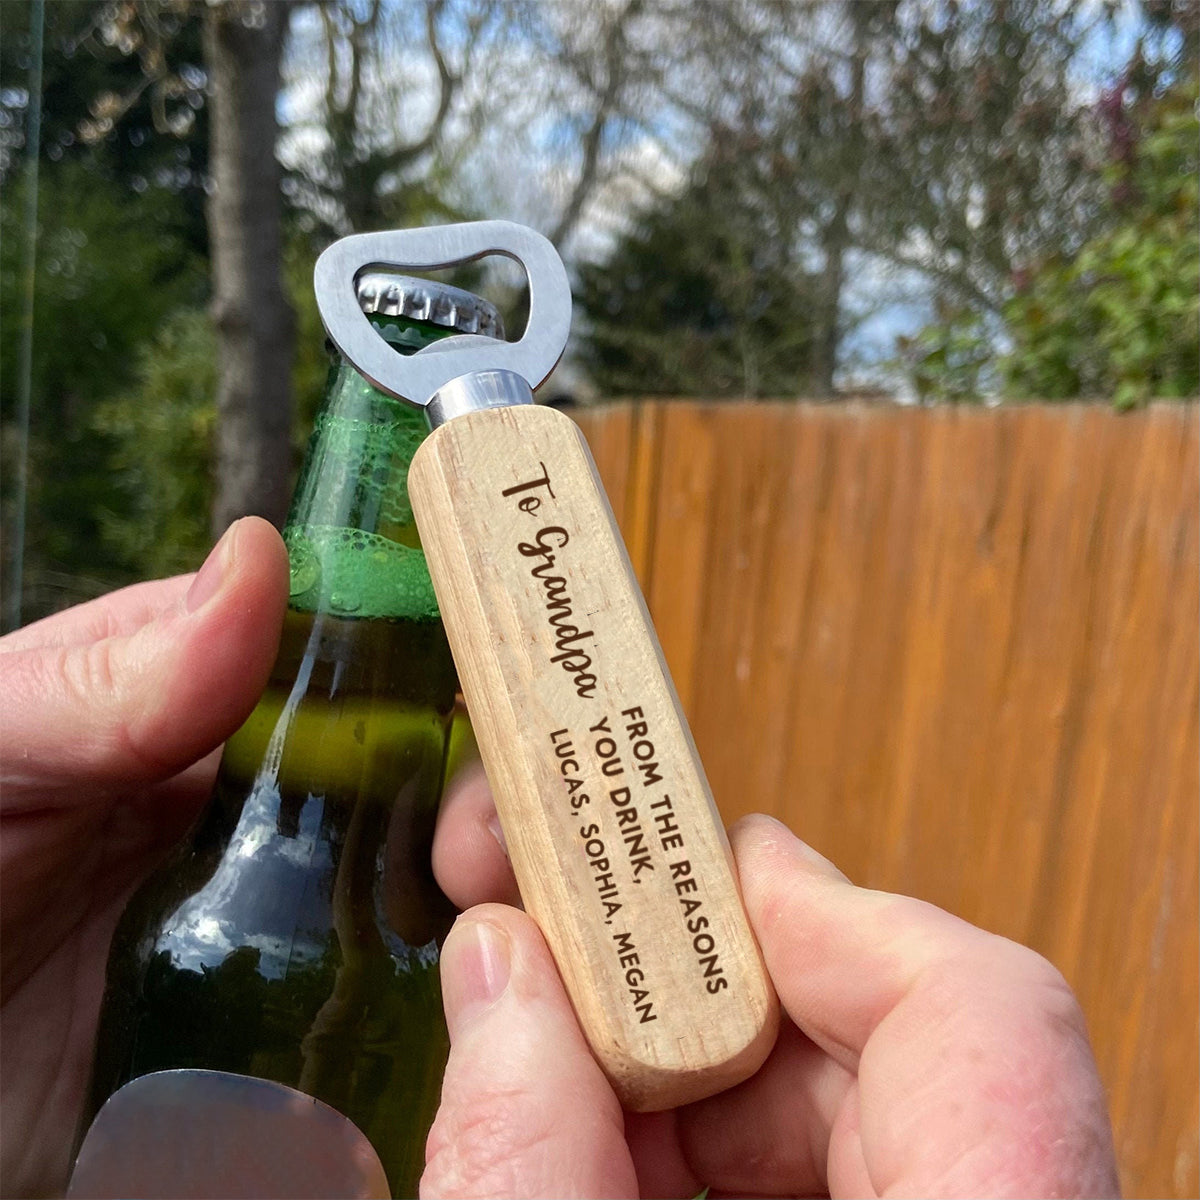 To Grandpa
FROM THE REASONS
YOU DRINK,
LUCAS, SOPHIA, MEGAN